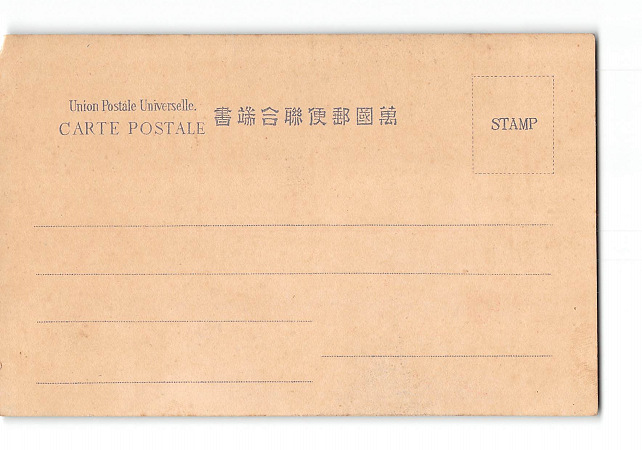 Union Postale Universelle.
CARTE POSTALE
萬國郵便聯合端書
STAMP